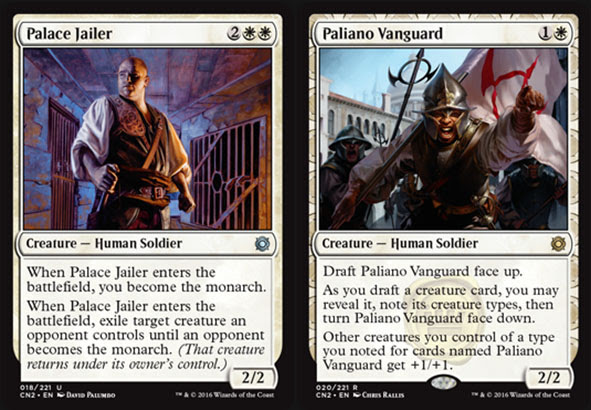 Palace Jailer 2
Creature — Human Soldier
When Palace Jailer enters the
battlefield, you become the monarch.
When Palace Jailer enters the
battlefield, exile target creature an
opponent controls until an opponent
becomes the monarch. (That creature
returns under its owner's control.)
2/2
018/221 U
CN2 • EN DAVID PALUMBO
™ & © 2016 Wizards of the Coast
Paliano Vanguard 1
Creature — Human Soldier
Draft Paliano Vanguard face up.
As you draft a creature card, you may
reveal it, note its creature types, then
turn Paliano Vanguard face down.
Other creatures you control of a type
you noted for cards named Paliano
Vanguard get +1/+1.
2/2
020/221 R
CN2 • EN CHRIS RALLIS
™ & © 2016 Wizards of the Coast